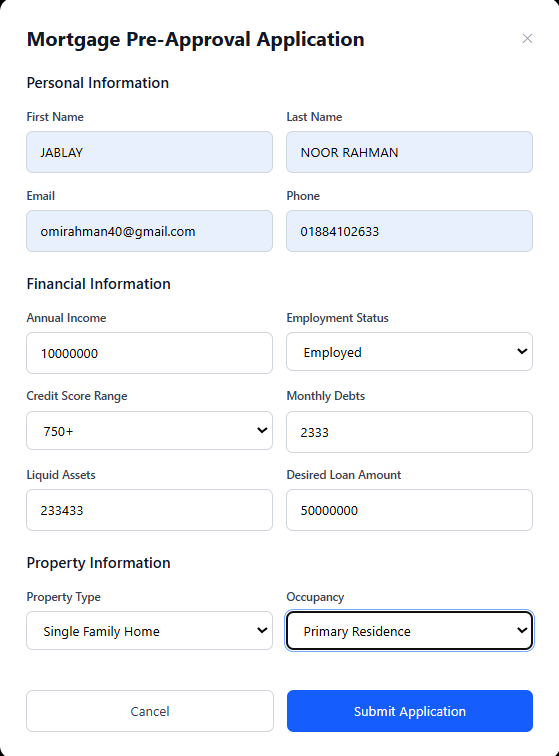 Mortgage Pre-Approval Application
Personal Information
First Name Last Name
JABLAY NOOR RAHMAN
Email Phone
omirahman40@gmail.com 01884102633
Financial Information
Annual Income Employment Status
10000000 Employed
Credit Score Range Monthly Debts
750+ 2333
Liquid Assets Desired Loan Amount
233433 50000000
Property Information
Property Type Occupancy
Single Family Home Primary Residence
Cancel Submit Application